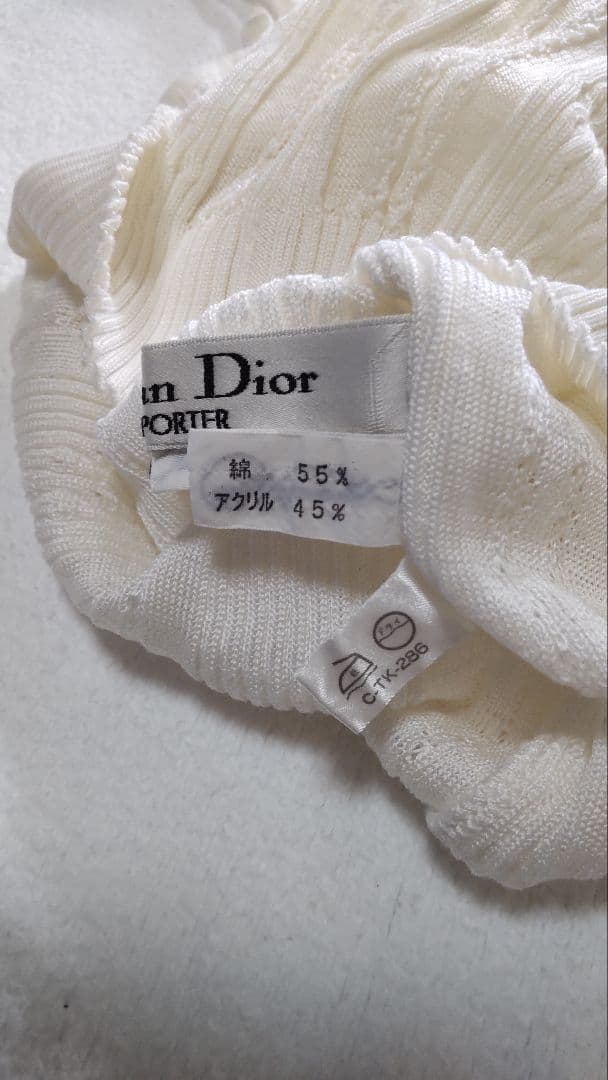 an Dior
PORTER
綿 55%
アクリル 45%
ドライ
C-TK-286